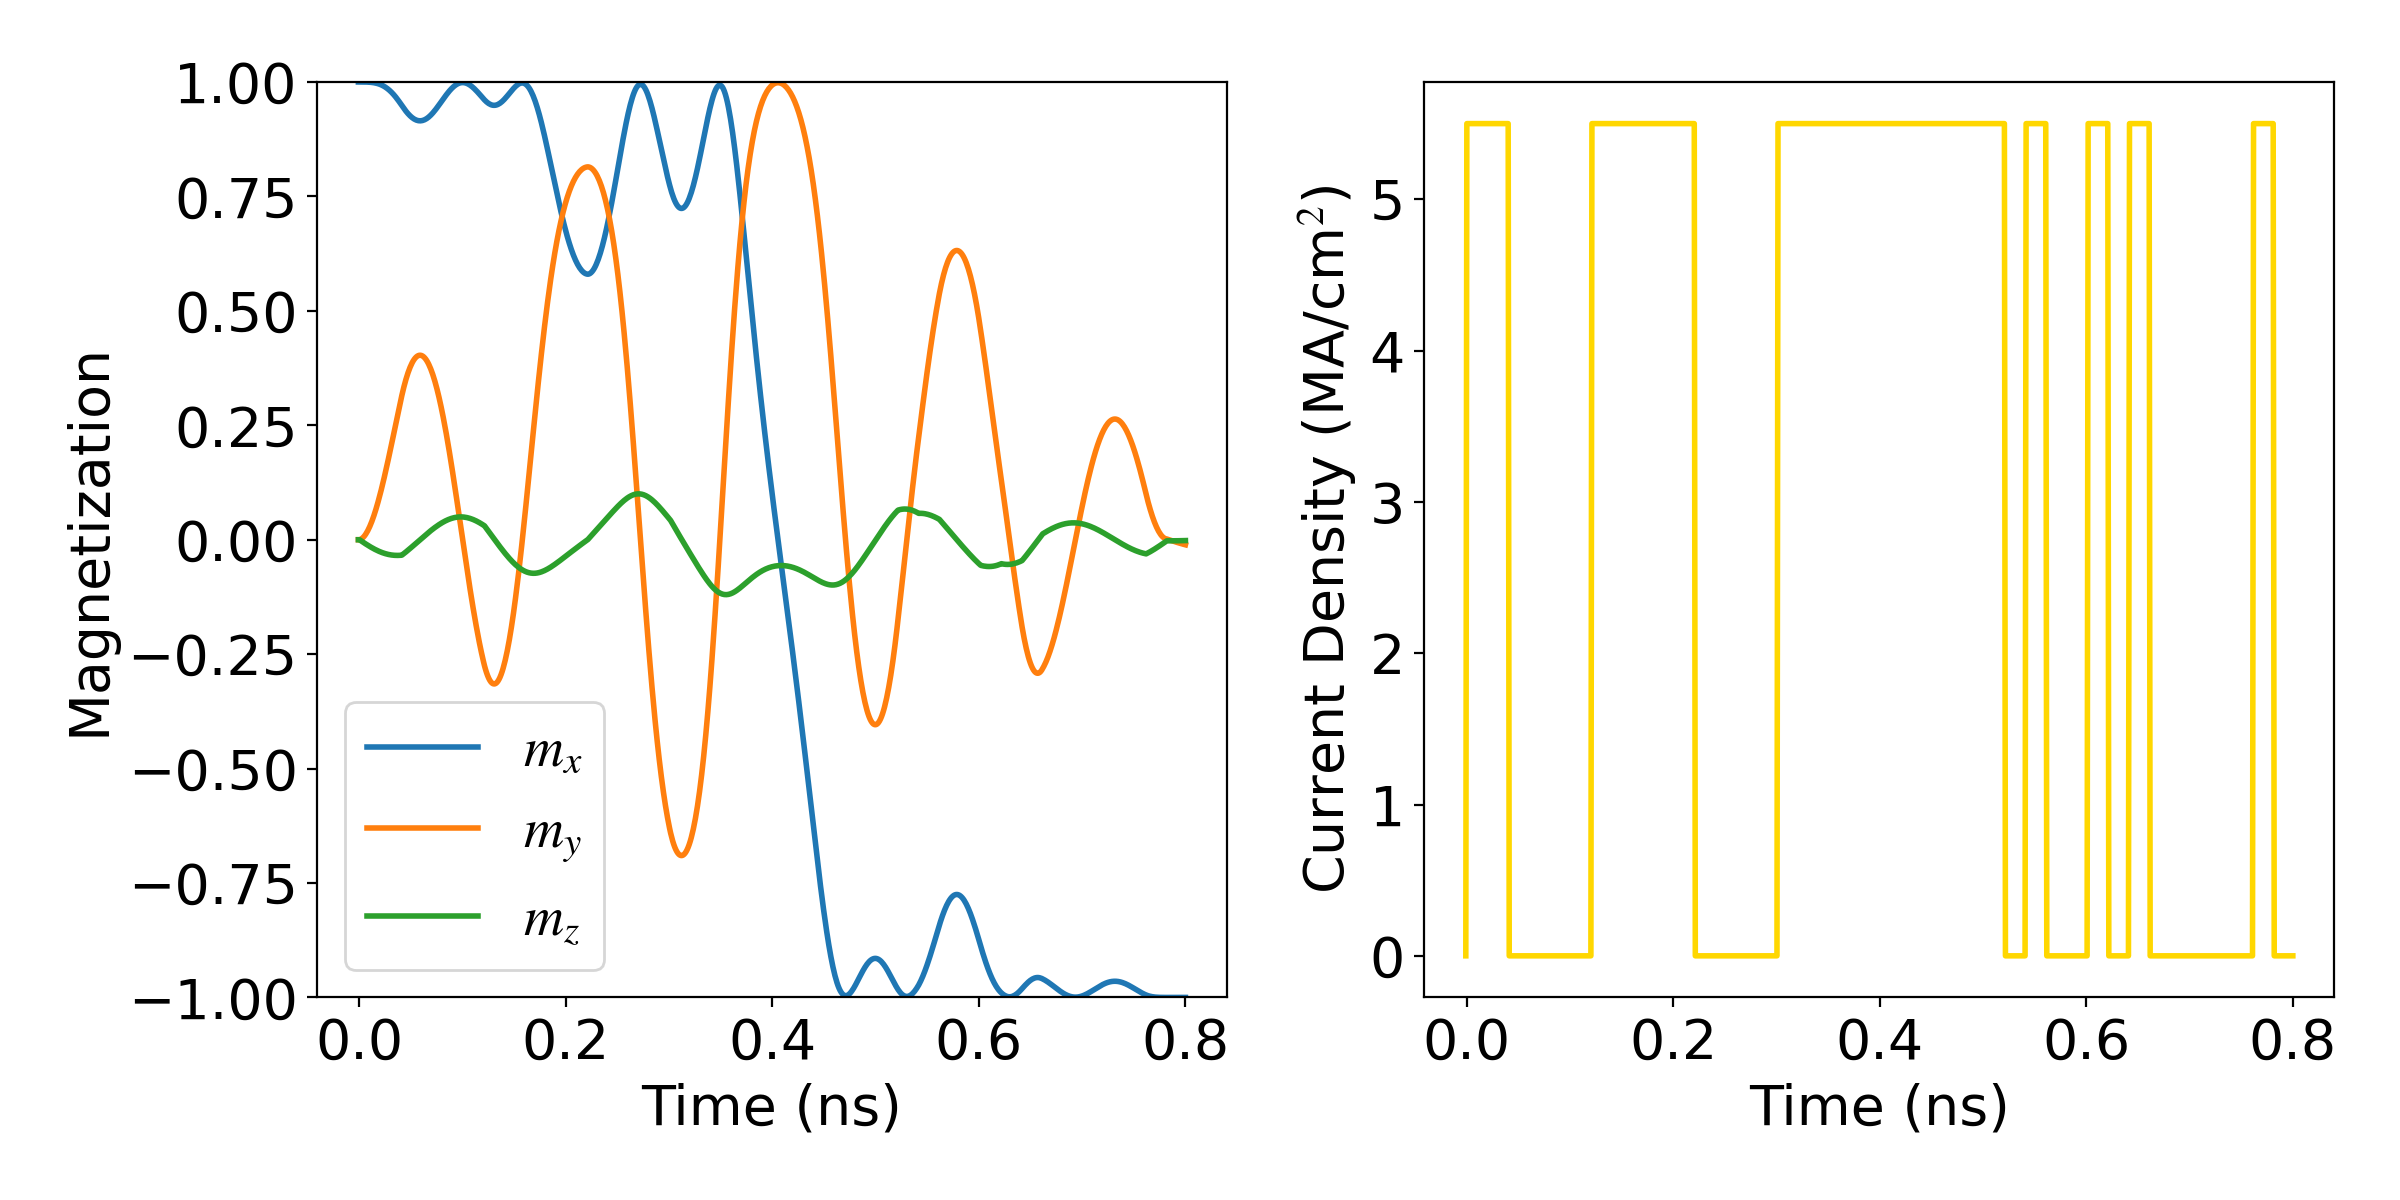 1.00
0.75
0.50
0.25
0.00
−0.25
−0.50
−0.75
−1.00
Magnetization
m_x
m_y
m_z
0.0 0.2 0.4 0.6 0.8
Time (ns)
5
4
3
2
1
0
Current Density (MA/cm²)
0.0 0.2 0.4 0.6 0.8
Time (ns)